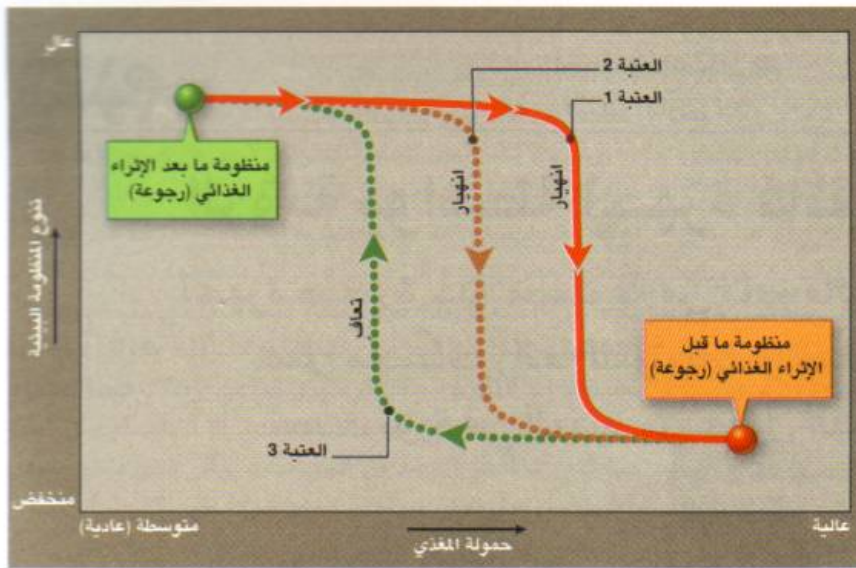 عالٍ
العتبة 2
العتبة 1
منظومة ما بعد الإثراء
الغذائي (رجوعة)
انهيار
انهيار
تنوع المنظومة البيئية
تعافٍ
منظومة ما قبل
الإثراء الغذائي (رجوعة)
العتبة 3
منخفض
متوسطة (عادية)
حمولة المغذي
عالية